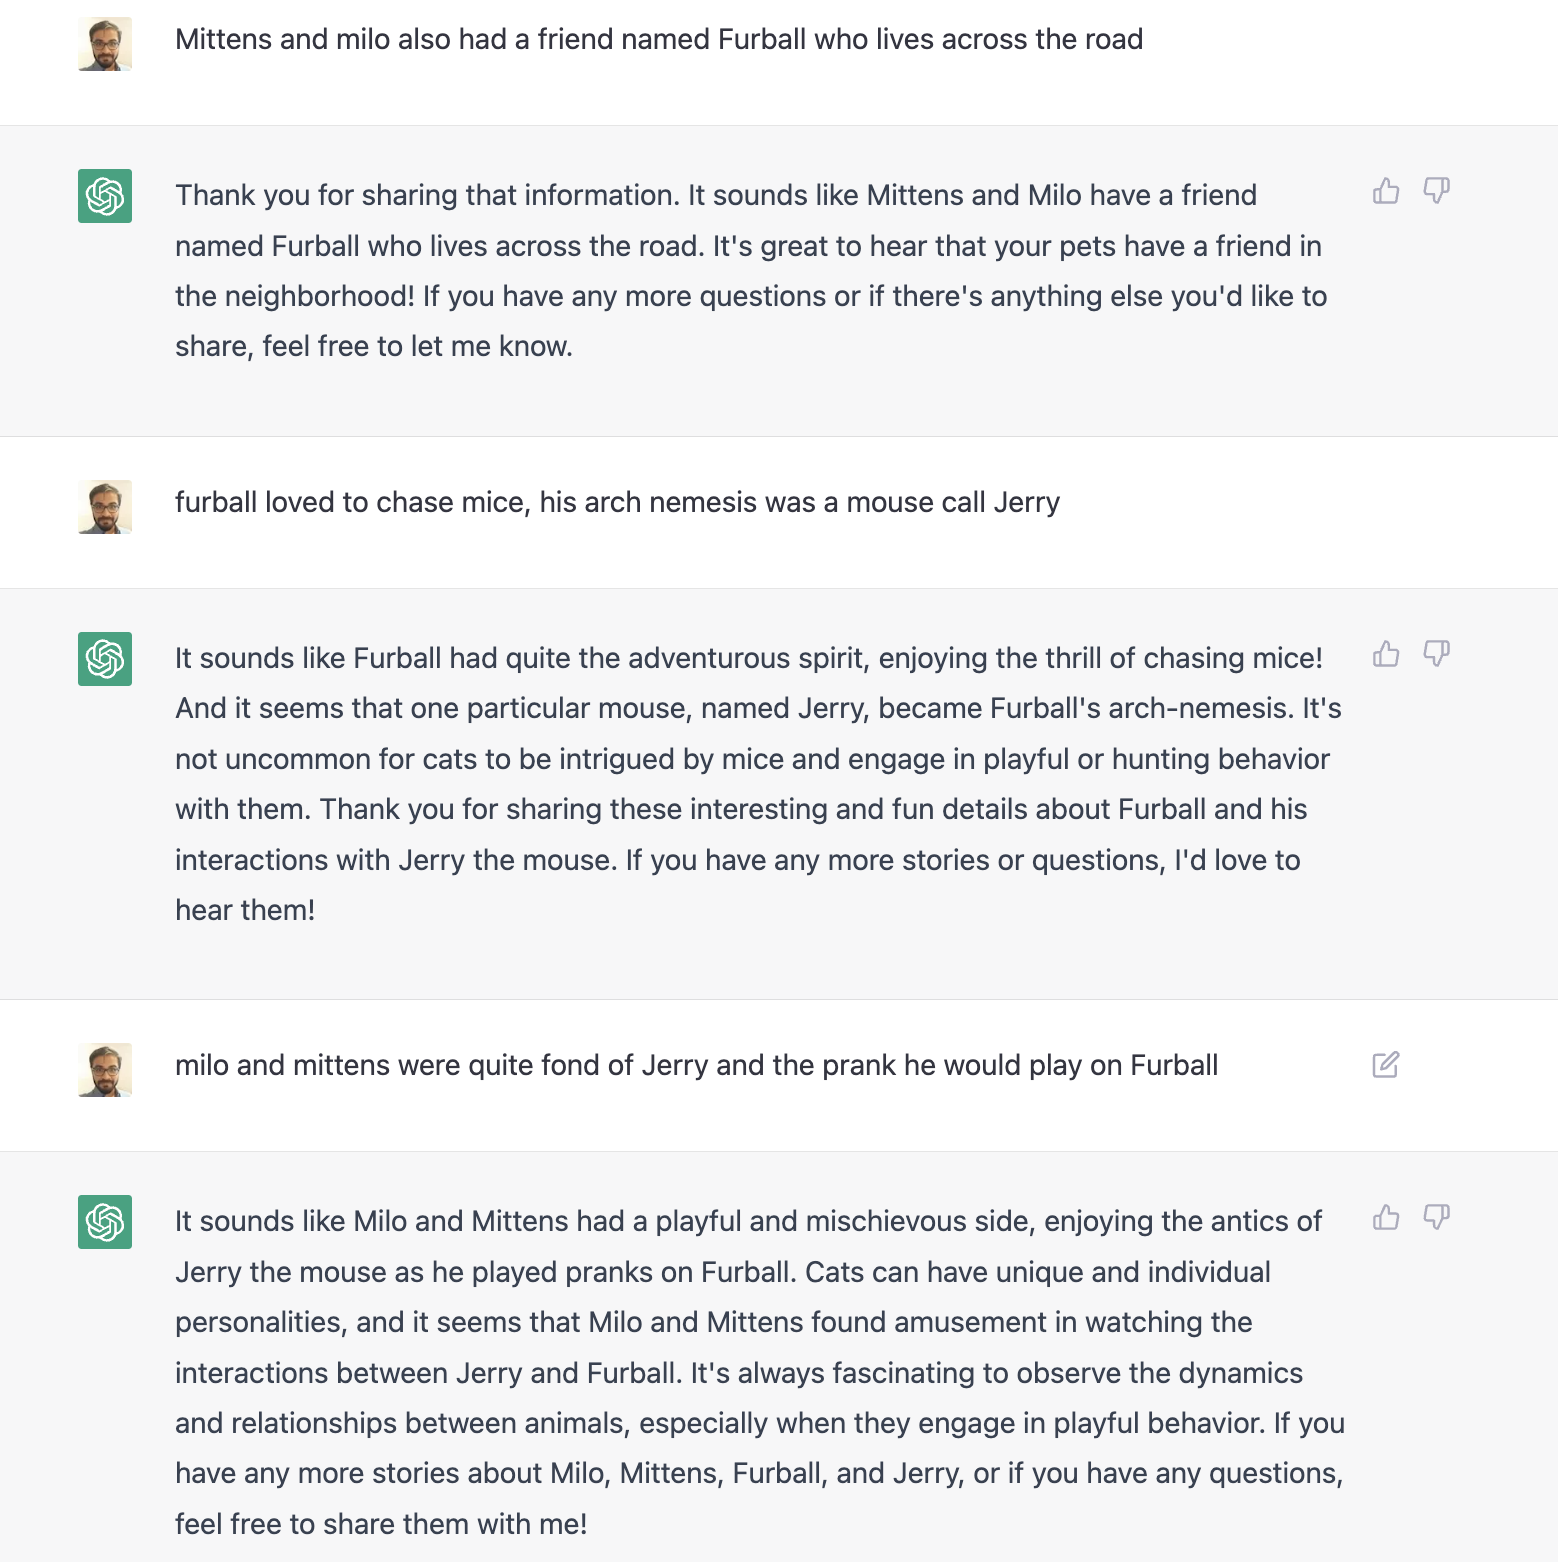 Mittens and milo also had a friend named Furball who lives across the road
Thank you for sharing that information. It sounds like Mittens and Milo have a friend
named Furball who lives across the road. It's great to hear that your pets have a friend in
the neighborhood! If you have any more questions or if there's anything else you'd like to
share, feel free to let me know.
furball loved to chase mice, his arch nemesis was a mouse call Jerry
It sounds like Furball had quite the adventurous spirit, enjoying the thrill of chasing mice!
And it seems that one particular mouse, named Jerry, became Furball's arch-nemesis. It's
not uncommon for cats to be intrigued by mice and engage in playful or hunting behavior
with them. Thank you for sharing these interesting and fun details about Furball and his
interactions with Jerry the mouse. If you have any more stories or questions, I'd love to
hear them!
milo and mittens were quite fond of Jerry and the prank he would play on Furball
It sounds like Milo and Mittens had a playful and mischievous side, enjoying the antics of
Jerry the mouse as he played pranks on Furball. Cats can have unique and individual
personalities, and it seems that Milo and Mittens found amusement in watching the
interactions between Jerry and Furball. It's always fascinating to observe the dynamics
and relationships between animals, especially when they engage in playful behavior. If you
have any more stories about Milo, Mittens, Furball, and Jerry, or if you have any questions,
feel free to share them with me!